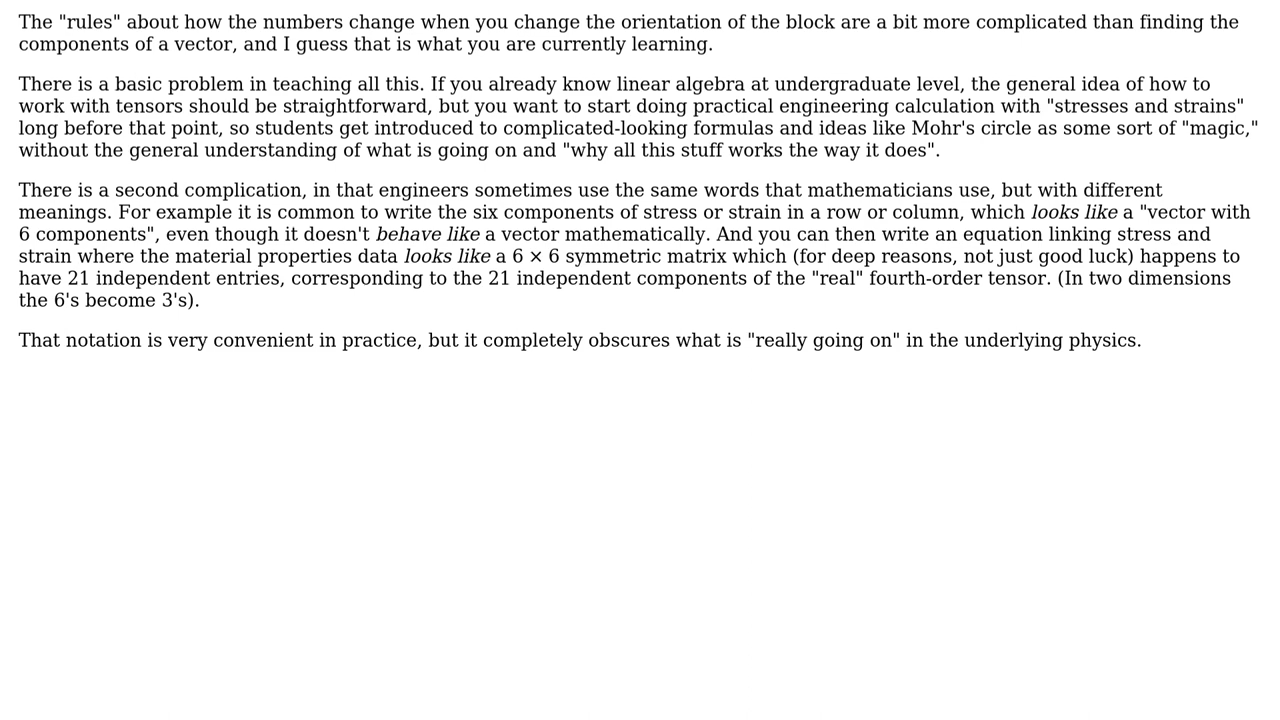 The "rules" about how the numbers change when you change the orientation of the block are a bit more complicated than finding the
components of a vector, and I guess that is what you are currently learning.
There is a basic problem in teaching all this. If you already know linear algebra at undergraduate level, the general idea of how to
work with tensors should be straightforward, but you want to start doing practical engineering calculation with "stresses and strains"
long before that point, so students get introduced to complicated-looking formulas and ideas like Mohr's circle as some sort of "magic,"
without the general understanding of what is going on and "why all this stuff works the way it does".
There is a second complication, in that engineers sometimes use the same words that mathematicians use, but with different
meanings. For example it is common to write the six components of stress or strain in a row or column, which looks like a "vector with
6 components", even though it doesn't behave like a vector mathematically. And you can then write an equation linking stress and
strain where the material properties data looks like a 6 × 6 symmetric matrix which (for deep reasons, not just good luck) happens to
have 21 independent entries, corresponding to the 21 independent components of the "real" fourth-order tensor. (In two dimensions
the 6's become 3's).
That notation is very convenient in practice, but it completely obscures what is "really going on" in the underlying physics.